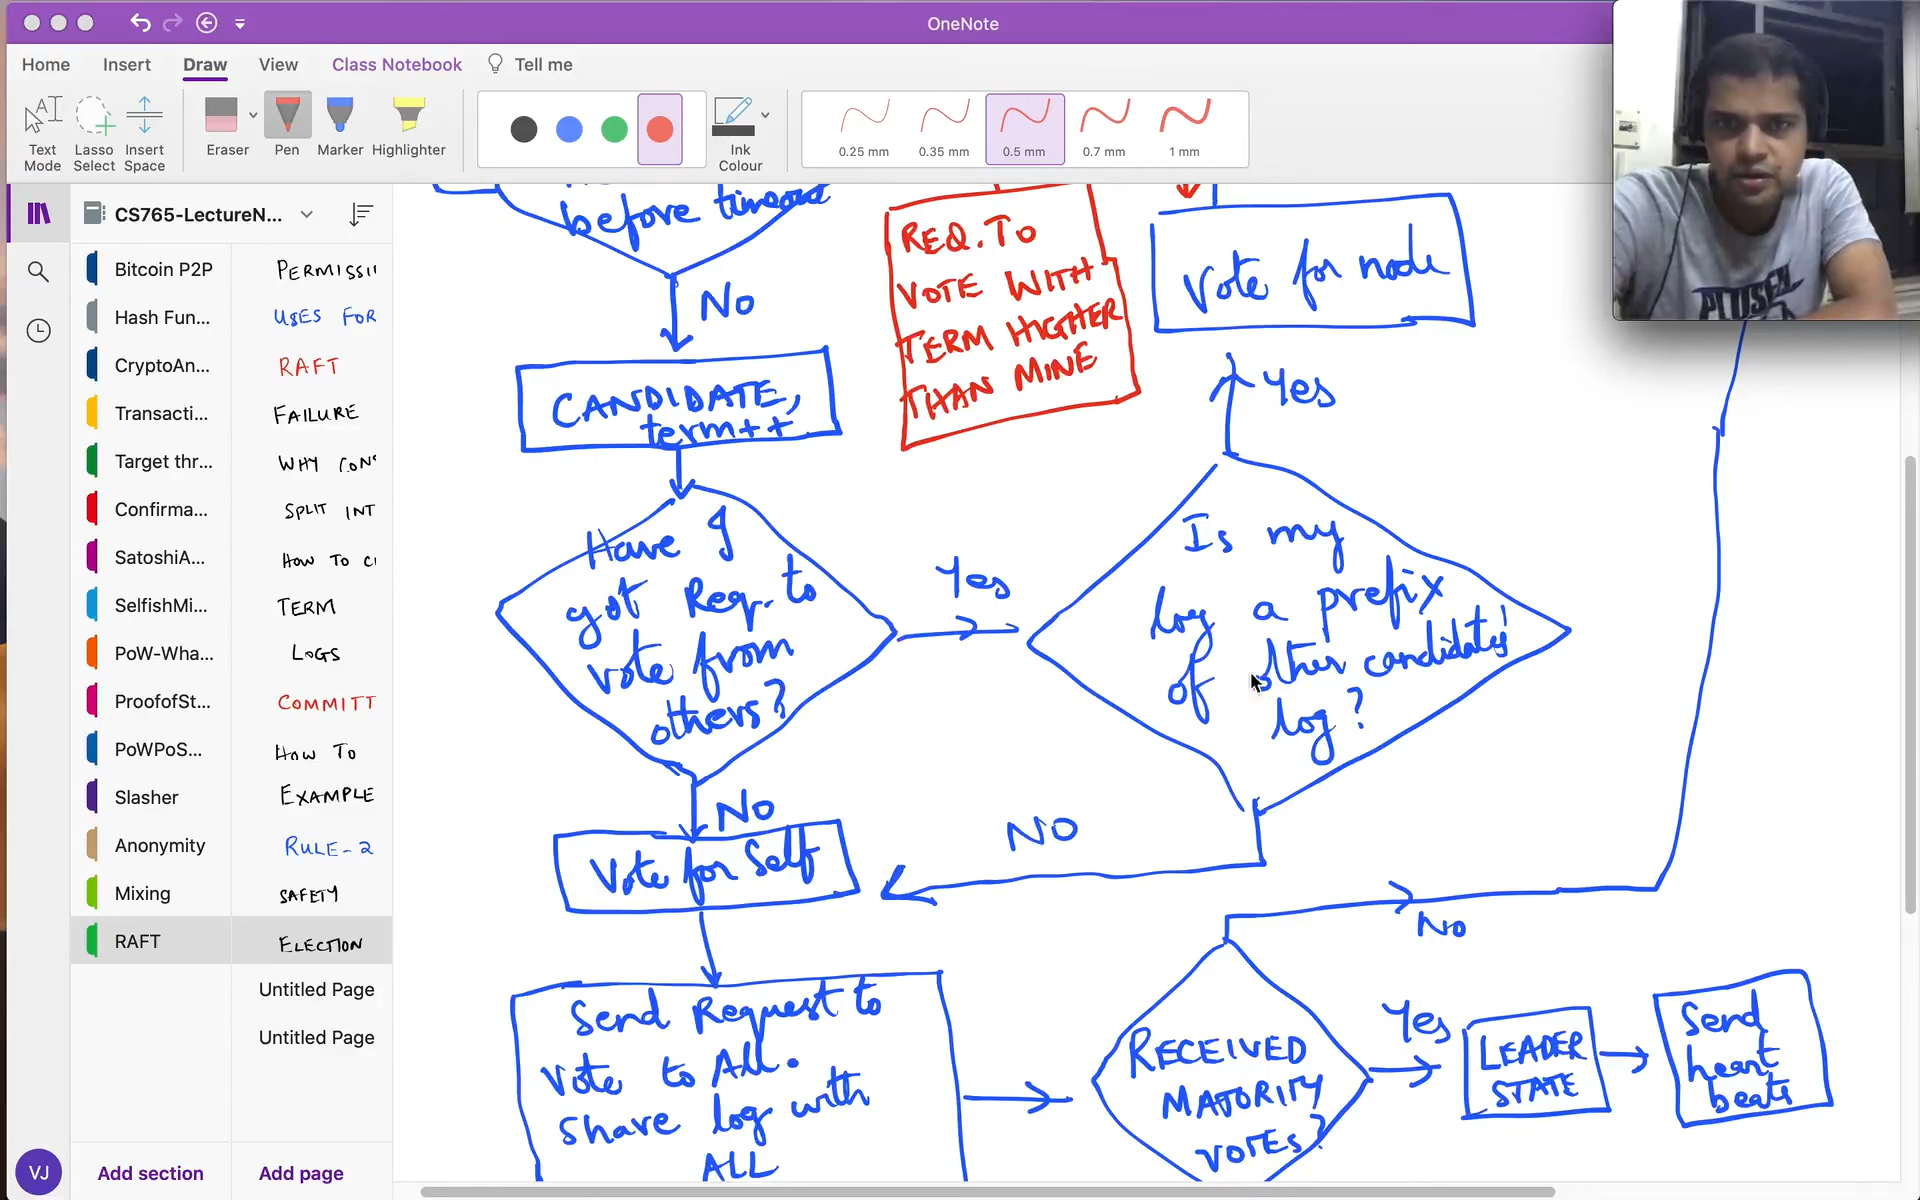 OneNote
Home Insert Draw View Class Notebook Tell me
Text Mode
Lasso Select
Insert Space
Eraser
Pen
Marker
Highlighter
Ink Colour
0.25 mm
0.35 mm
0.5 mm
0.7 mm
1 mm
CS765-LectureN...
Bitcoin P2P
Hash Fun...
CryptoAn...
Transacti...
Target thr...
Confirma...
SatoshiA...
SelfishMi...
PoW-Wha...
ProofofSt...
PoWPoS...
Slasher
Anonymity
Mixing
RAFT
Add section
VJ
PERMISSI
USES FOR
RAFT
FAILURE
WHY CONS
SPLIT INT
HOW TO
TERM
LOGS
COMMITT
HOW TO
EXAMPLE
RULE-2
SAFETY
ELECTION
Untitled Page
Untitled Page
Add page
before timeout
NO
CANDIDATE,
term++
Have I
got Req. to
vote from
others?
Yes
NO
Vote for Self
Send Request to
vote to All.
Share log with
ALL
REQ. TO
VOTE WITH
TERM HIGHER
THAN MINE
Vote for node
Yes
Is my
log a prefix
of other candidates'
log?
NO
NO
RECEIVED
MAJORITY
VOTES?
Yes
LEADER
STATE
Send
heart
beats